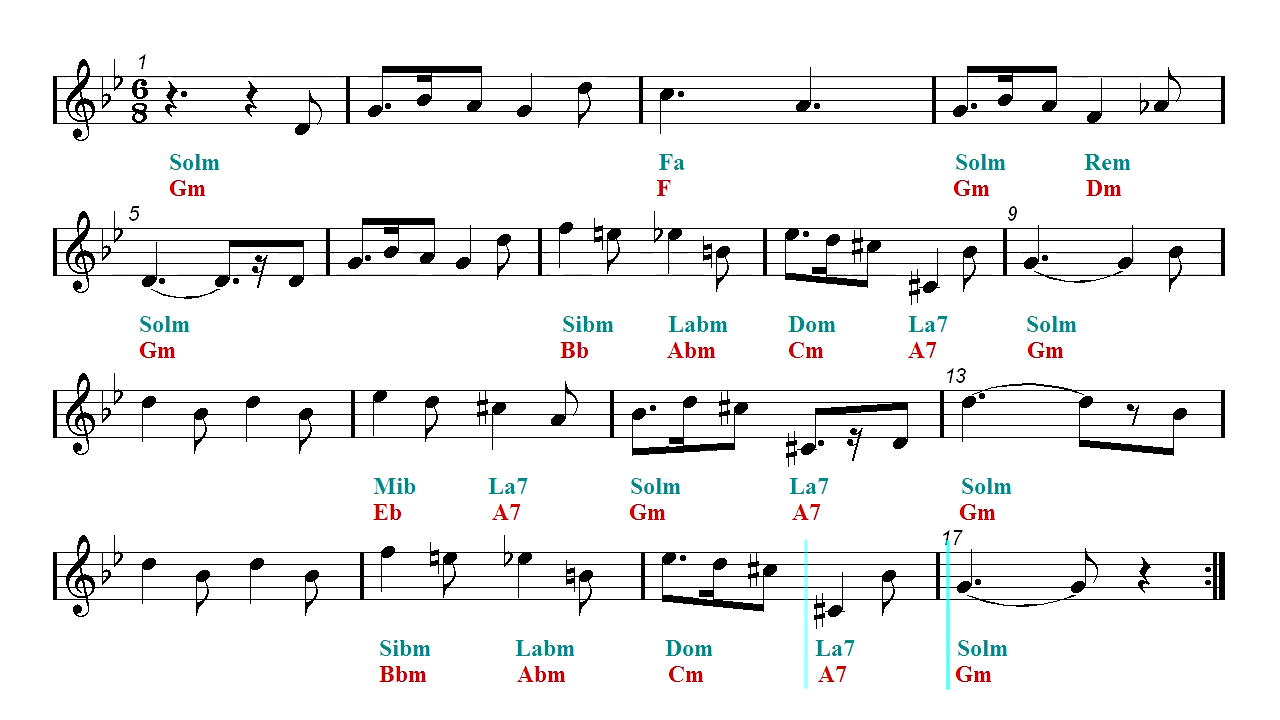 1
6
8
Solm Fa Solm Rem
Gm F Gm Dm
5 9
Solm Sibm Labm Dom La7 Solm
Gm Bb Abm Cm A7 Gm
13
Mib La7 Solm La7 Solm
Eb A7 Gm A7 Gm
17
Sibm Labm Dom La7 Solm
Bbm Abm Cm A7 Gm